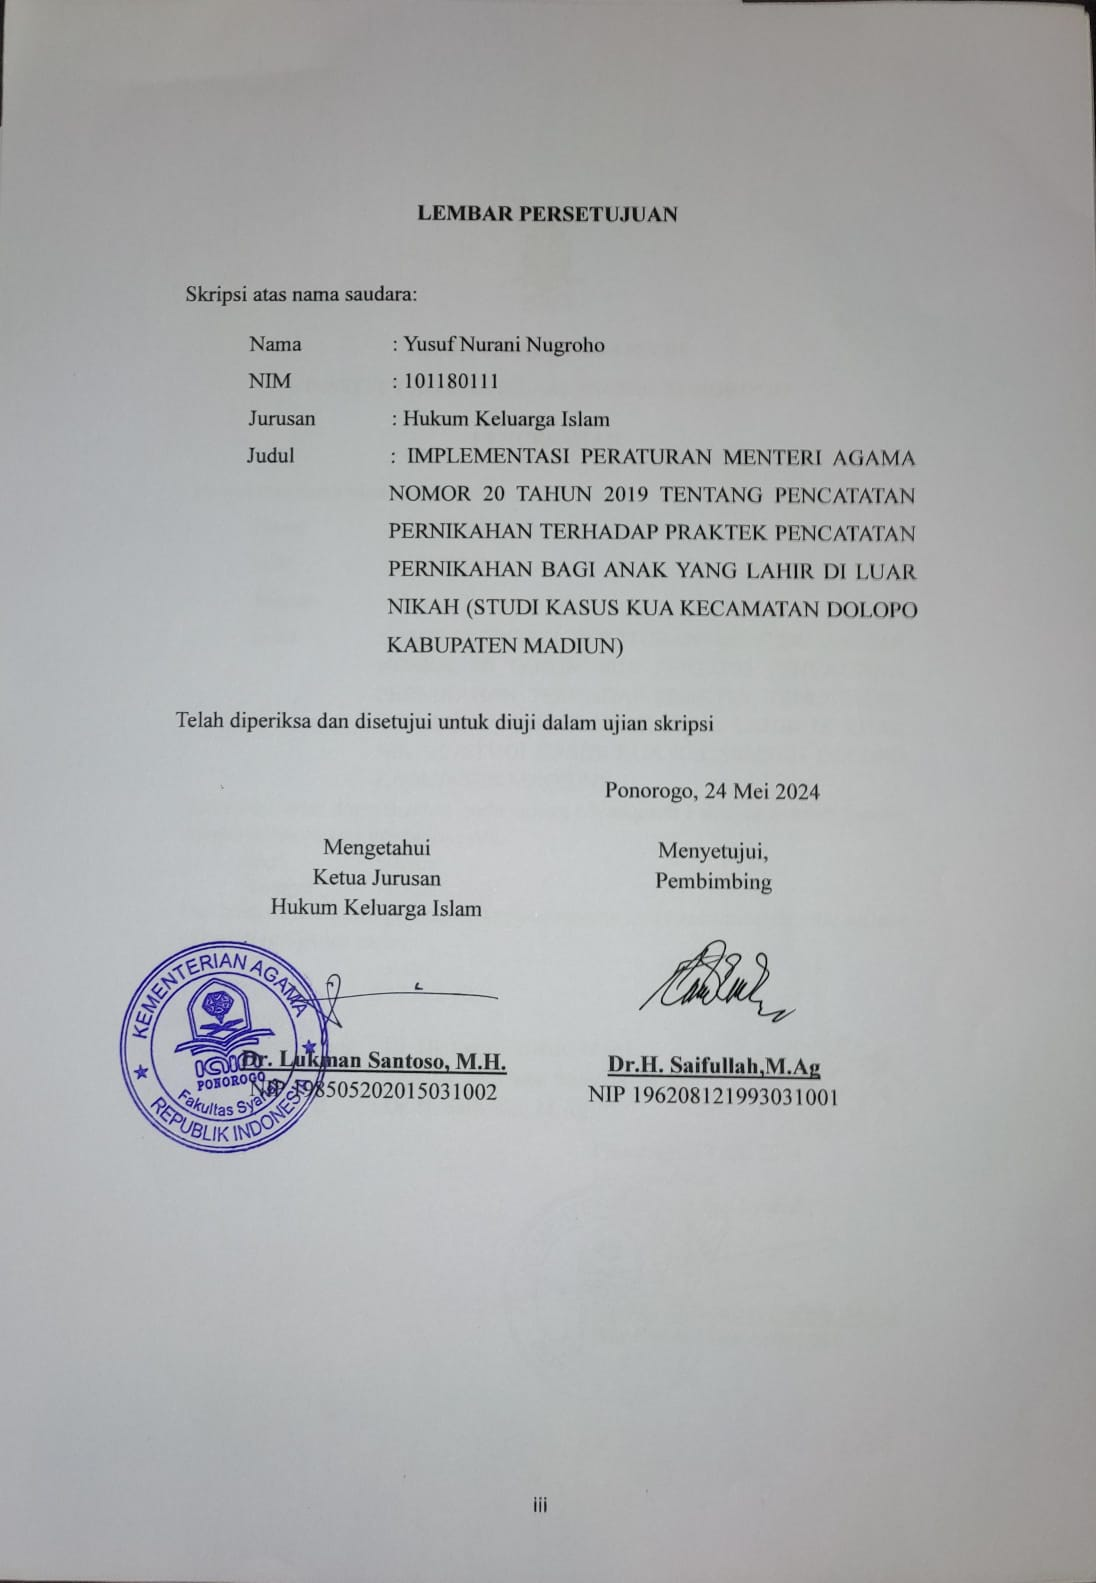 LEMBAR PERSETUJUAN
Skripsi atas nama saudara:
Nama : Yusuf Nurani Nugroho
NIM : 101180111
Jurusan : Hukum Keluarga Islam
Judul : IMPLEMENTASI PERATURAN MENTERI AGAMA
NOMOR 20 TAHUN 2019 TENTANG PENCATATAN
PERNIKAHAN TERHADAP PRAKTEK PENCATATAN
PERNIKAHAN BAGI ANAK YANG LAHIR DI LUAR
NIKAH (STUDI KASUS KUA KECAMATAN DOLOPO
KABUPATEN MADIUN)
Telah diperiksa dan disetujui untuk diuji dalam ujian skripsi
Ponorogo, 24 Mei 2024
Mengetahui
Ketua Jurusan
Hukum Keluarga Islam
Menyetujui,
Pembimbing
KEMENTERIAN AGAMA
IAIN
PONOROGO
Fakultas Syariah
REPUBLIK INDONESIA
Dr. Lukman Santoso, M.H.
NIP 198505202015031002
Dr.H. Saifullah,M.Ag
NIP 196208121993031001
iii